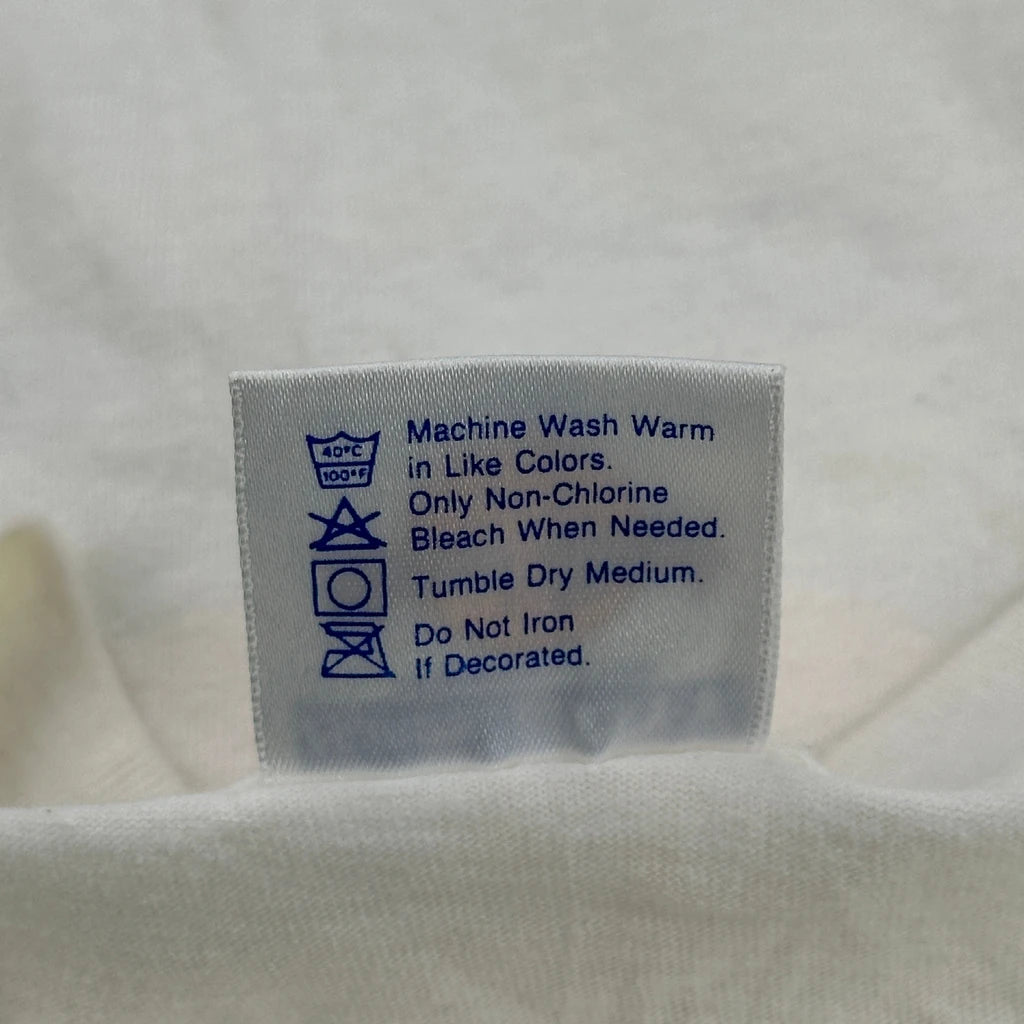 40°C
100°F
Machine Wash Warm
in Like Colors.
Only Non-Chlorine
Bleach When Needed.
Tumble Dry Medium.
Do Not Iron
If Decorated.